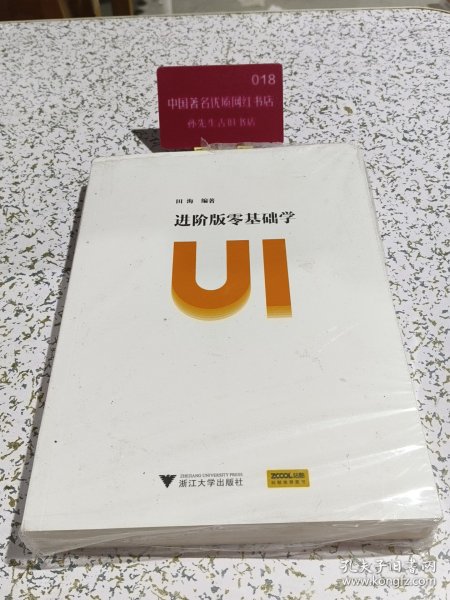 018
中国著名优质网红书店
孙先生古旧书店
田海 编著
进阶版零基础学
UI
ZHEJIANG UNIVERSITY PRESS
浙江大学出版社
ZCOOL站酷
孔夫子旧书网
www.kongfz.com